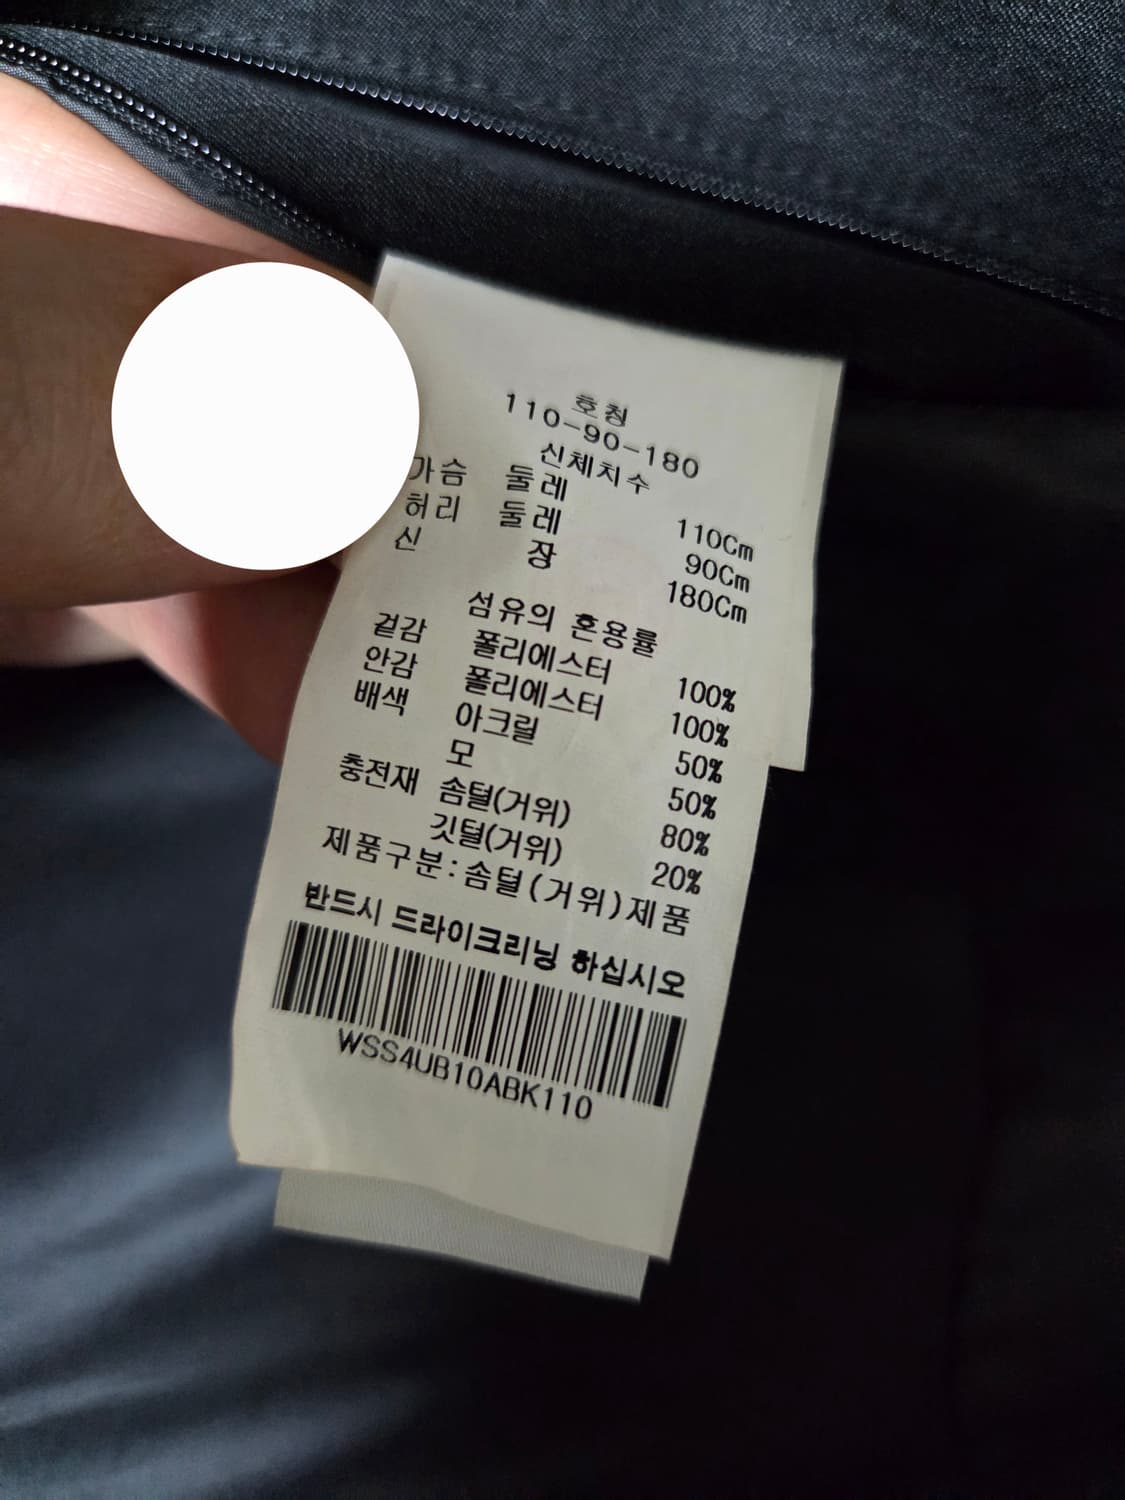 호칭
110-90-180
신체치수
가슴 둘레 110Cm
허리 둘레 90Cm
신 장 180Cm
섬유의 혼용률
겉감 폴리에스터 100%
안감 폴리에스터 100%
배색 아크릴 50%
모 50%
충전재 솜털(거위) 80%
깃털(거위) 20%
제품구분:솜털(거위)제품
반드시 드라이크리닝 하십시오
WSS4UB10ABK110